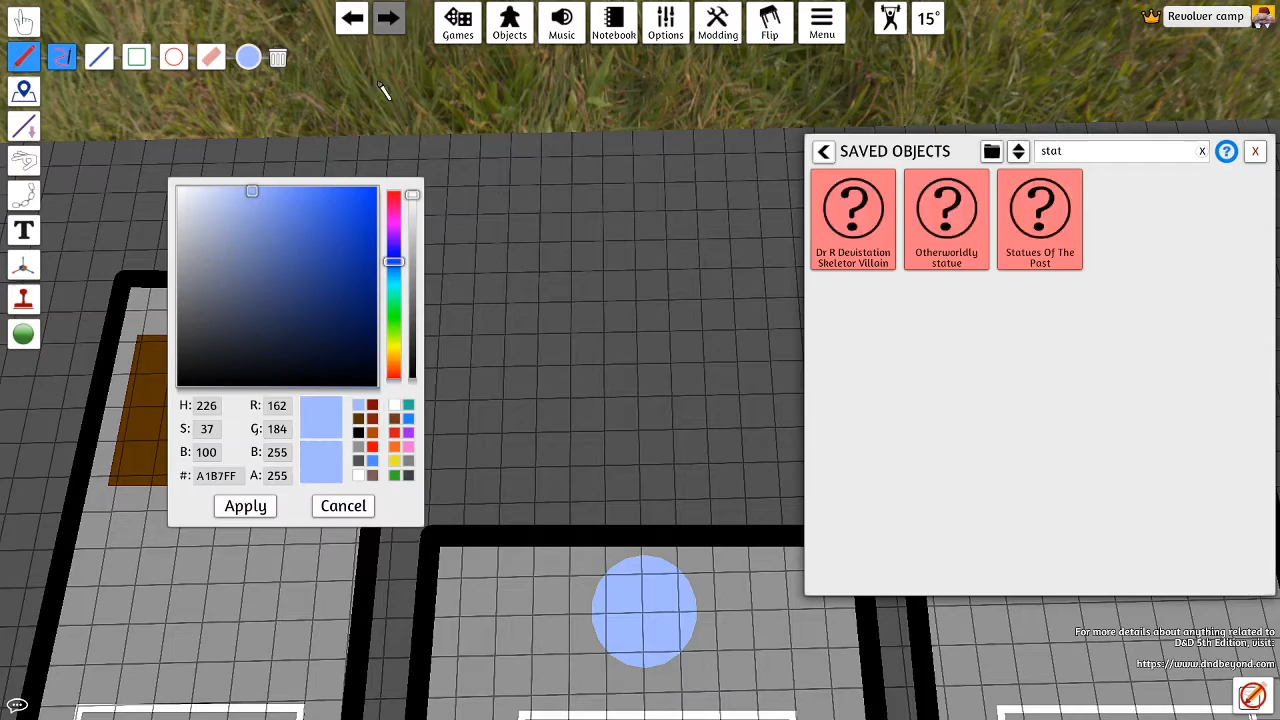 Games
Objects
Music
Notebook
Options
Modding
Flip
Menu
15°
Revolver camp
SAVED OBJECTS
stat
X
?
X
T
?
?
?
Dr R Devistation
Skeletor Villain
Otherworldly
statue
Statues Of The
Past
H: 226
R: 162
S: 37
G: 184
B: 100
B: 255
#: A1B7FF
A: 255
Apply
Cancel
For more details about anything related to
D&D 5th Edition, visit:
https://www.dndbeyond.com